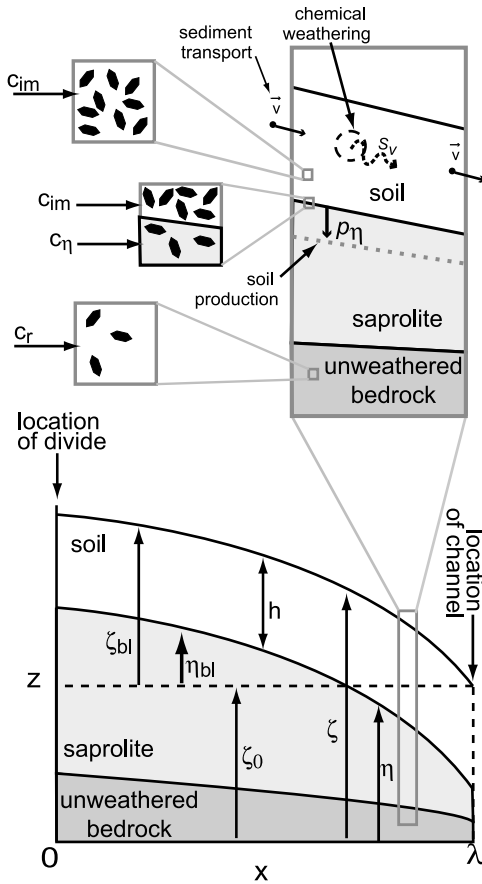 chemical
weathering
sediment
transport
c_im
v⃗
s_v
v⃗
soil
c_im
c_η
p_η
soil
production
saprolite
c_r
unweathered
bedrock
location
of divide
location
of channel
soil
h
ζ_bl
η_bl
z
ζ
ζ_0
η
saprolite
unweathered
bedrock
0
x
λ